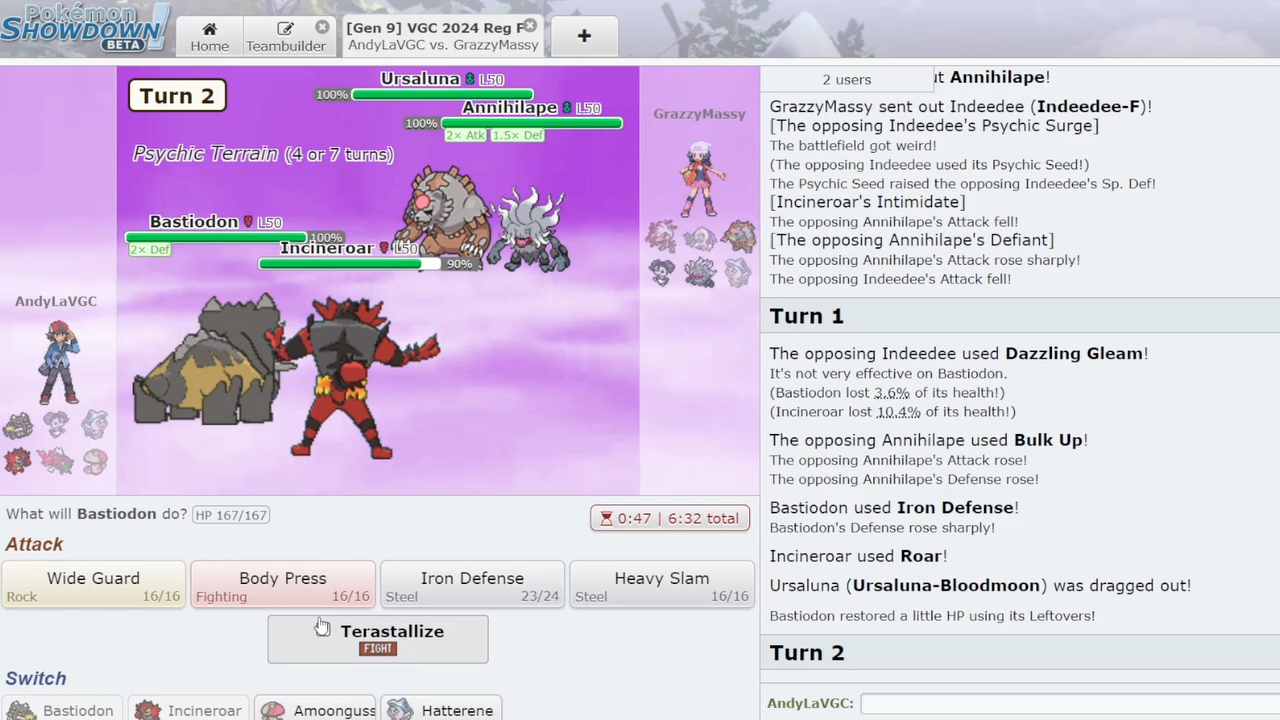 Pokémon
SHOWDOWN!
BETA
Home
Teambuilder
[Gen 9] VGC 2024 Reg F
AndyLaVGC vs. GrazzyMassy
+
Turn 2
Ursaluna L50
100%
Annihilape L50
100%
2× Atk 1.5× Def
Psychic Terrain (4 or 7 turns)
Bastiodon L50
100%
2× Def
Incineroar L50
90%
AndyLaVGC
GrazzyMassy
What will Bastiodon do? HP 167/167
0:47 | 6:32 total
Attack
Wide Guard
Rock 16/16
Body Press
Fighting 16/16
Iron Defense
Steel 23/24
Heavy Slam
Steel 16/16
Terastallize
FIGHT
Switch
Bastiodon
Incineroar
Amoonguss
Hatterene
2 users
ut Annihilape!
GrazzyMassy sent out Indeedee (Indeedee-F)!
[The opposing Indeedee's Psychic Surge]
The battlefield got weird!
(The opposing Indeedee used its Psychic Seed!)
The Psychic Seed raised the opposing Indeedee's Sp. Def!
[Incineroar's Intimidate]
The opposing Annihilape's Attack fell!
[The opposing Annihilape's Defiant]
The opposing Annihilape's Attack rose sharply!
The opposing Indeedee's Attack fell!
Turn 1
The opposing Indeedee used Dazzling Gleam!
It's not very effective on Bastiodon.
(Bastiodon lost 3.6% of its health!)
(Incineroar lost 10.4% of its health!)
The opposing Annihilape used Bulk Up!
The opposing Annihilape's Attack rose!
The opposing Annihilape's Defense rose!
Bastiodon used Iron Defense!
Bastiodon's Defense rose sharply!
Incineroar used Roar!
Ursaluna (Ursaluna-Bloodmoon) was dragged out!
Bastiodon restored a little HP using its Leftovers!
Turn 2
AndyLaVGC: